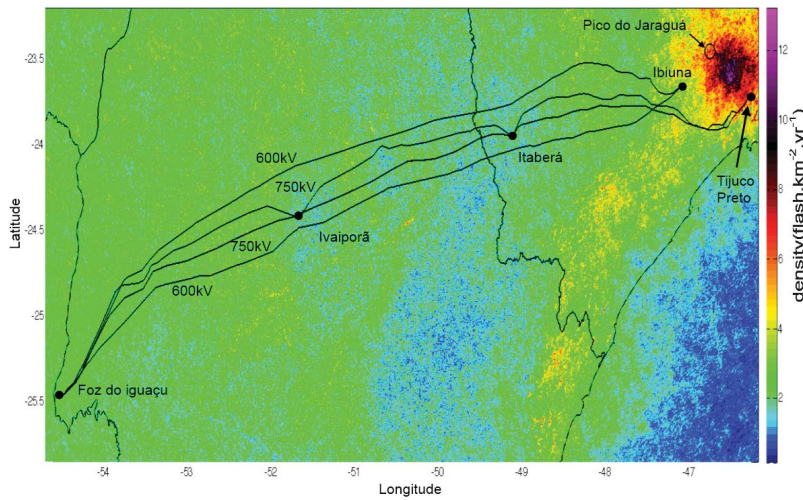 Pico do Jaraguá
Ibiuna
600kV
750kV
Itaberá
Tijuco
Preto
Ivaiporã
750kV
600kV
Foz do iguaçu
-23.5
-24
-24.5
-25
-25.5
Latitude
-54
-53
-52
-51
-50
-49
-48
-47
Longitude
12
10
8
6
4
2
density(flash.km-2.yr-1)